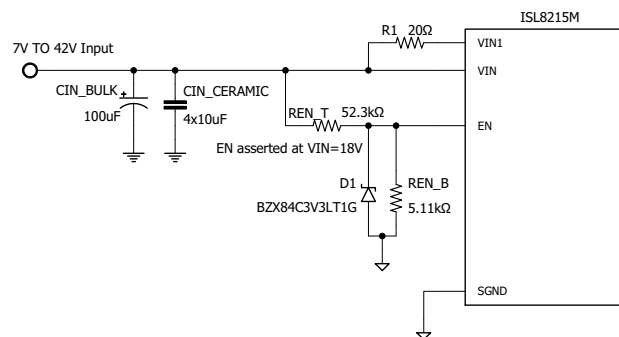 ISL8215M
R1 20Ω
VIN1
7V TO 42V Input
VIN
CIN_BULK
CIN_CERAMIC
+
100uF
4x10uF
REN_T 52.3kΩ
EN
EN asserted at VIN=18V
D1
REN_B
BZX84C3V3LT1G
5.11kΩ
SGND